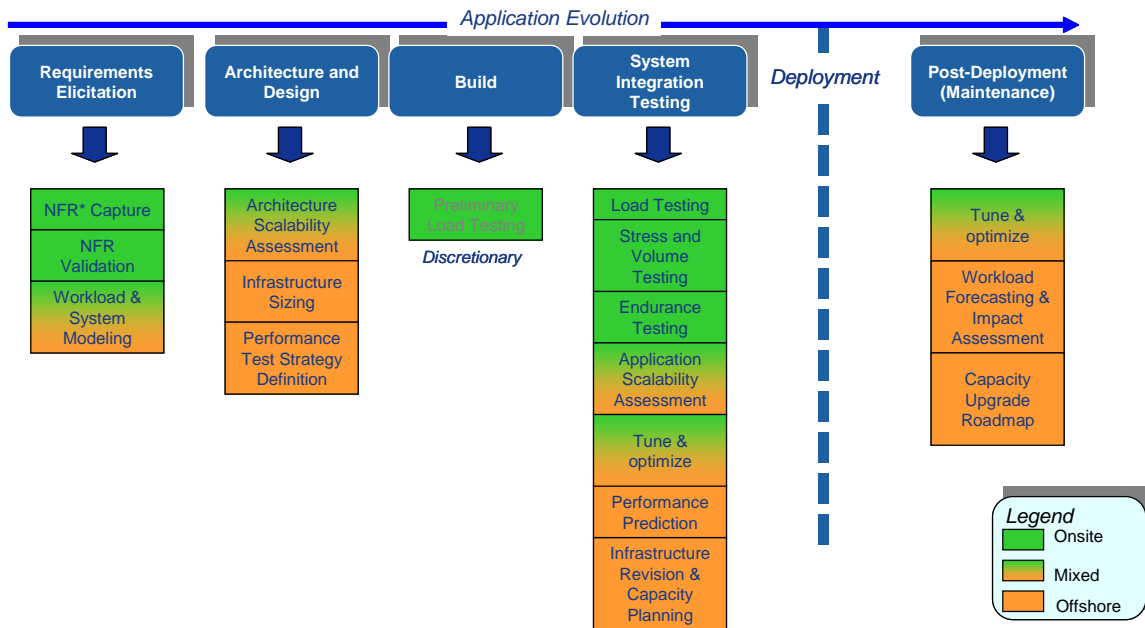 Application Evolution
Requirements
Elicitation
Architecture and
Design
Build
System
Integration
Testing
Deployment
Post-Deployment
(Maintenance)
NFR* Capture
NFR
Validation
Workload &
System
Modeling
Architecture
Scalability
Assessment
Infrastructure
Sizing
Performance
Test Strategy
Definition
Preliminary
Load Testing
Discretionary
Load Testing
Stress and
Volume
Testing
Endurance
Testing
Application
Scalability
Assessment
Tune &
optimize
Performance
Prediction
Infrastructure
Revision &
Capacity
Planning
Tune &
optimize
Workload
Forecasting &
Impact
Assessment
Capacity
Upgrade
Roadmap
Legend
Onsite
Mixed
Offshore